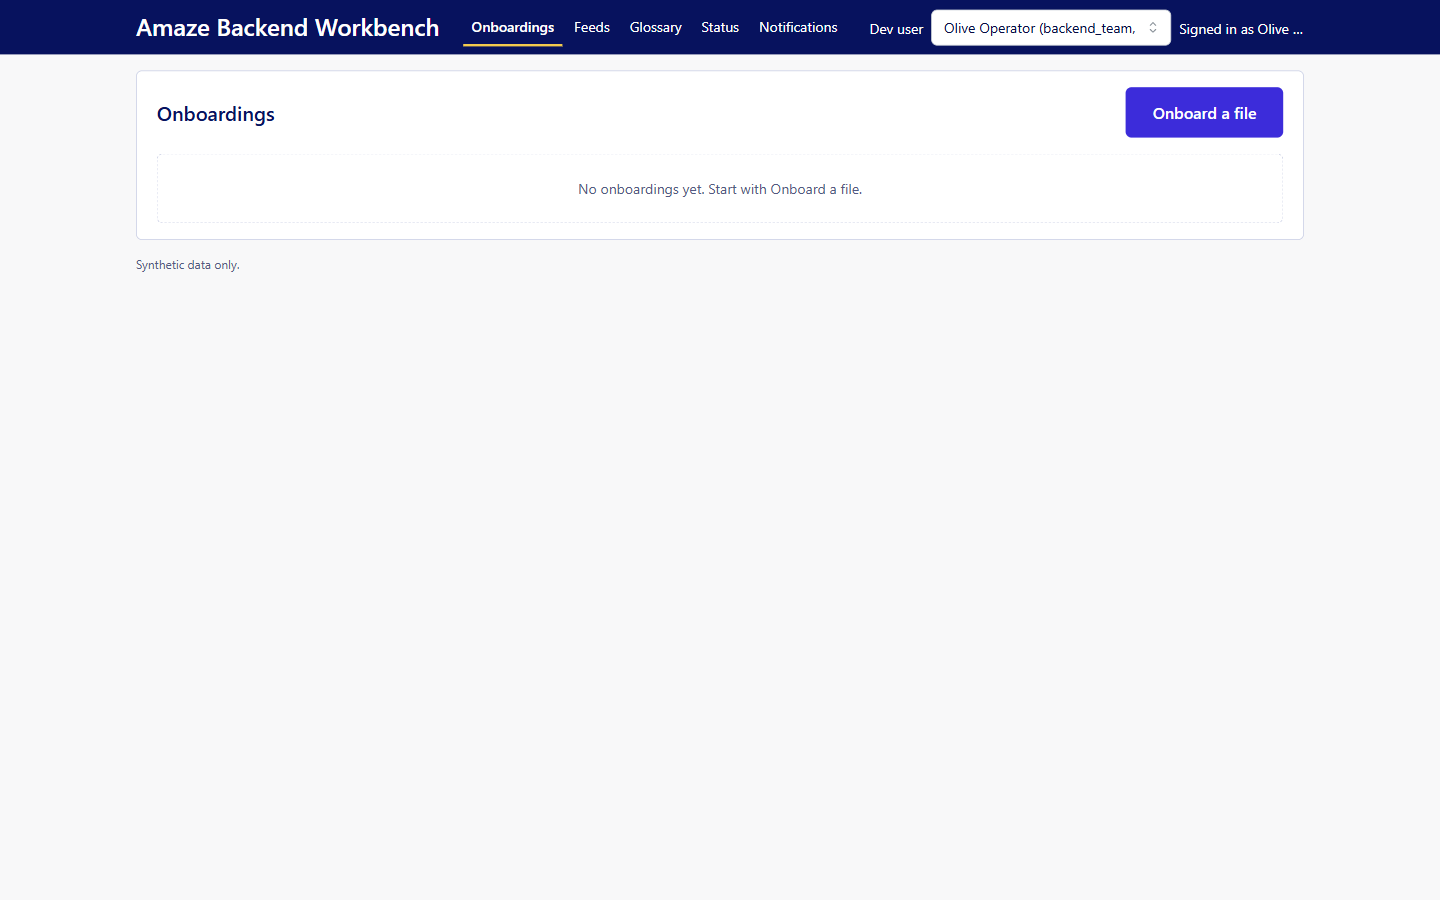 Amaze Backend Workbench
Onboardings
Feeds
Glossary
Status
Notifications
Dev user
Olive Operator (backend_team,
Signed in as Olive ...
Onboardings
Onboard a file
No onboardings yet. Start with Onboard a file.
Synthetic data only.